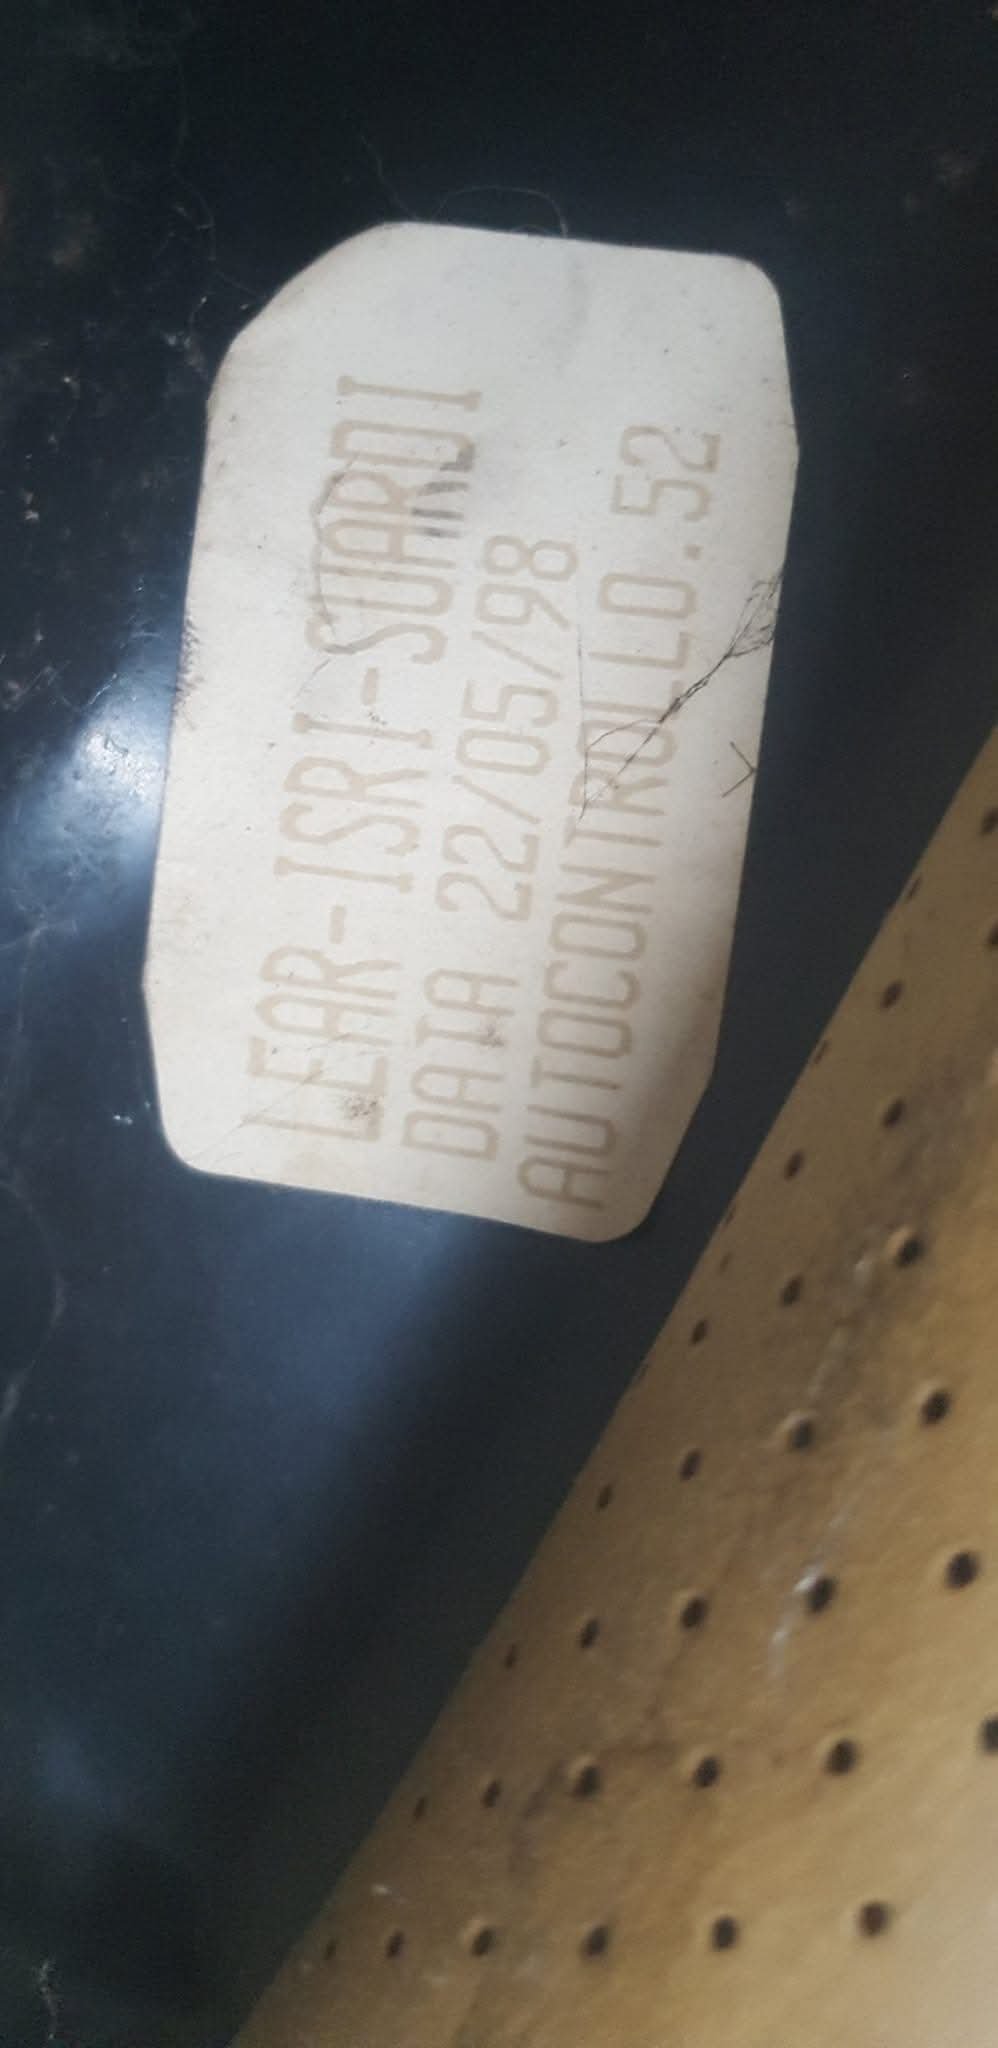 LEAR-ISRI-SUARDI
DATA 22/05/98
AUTOCONTROLLO.52